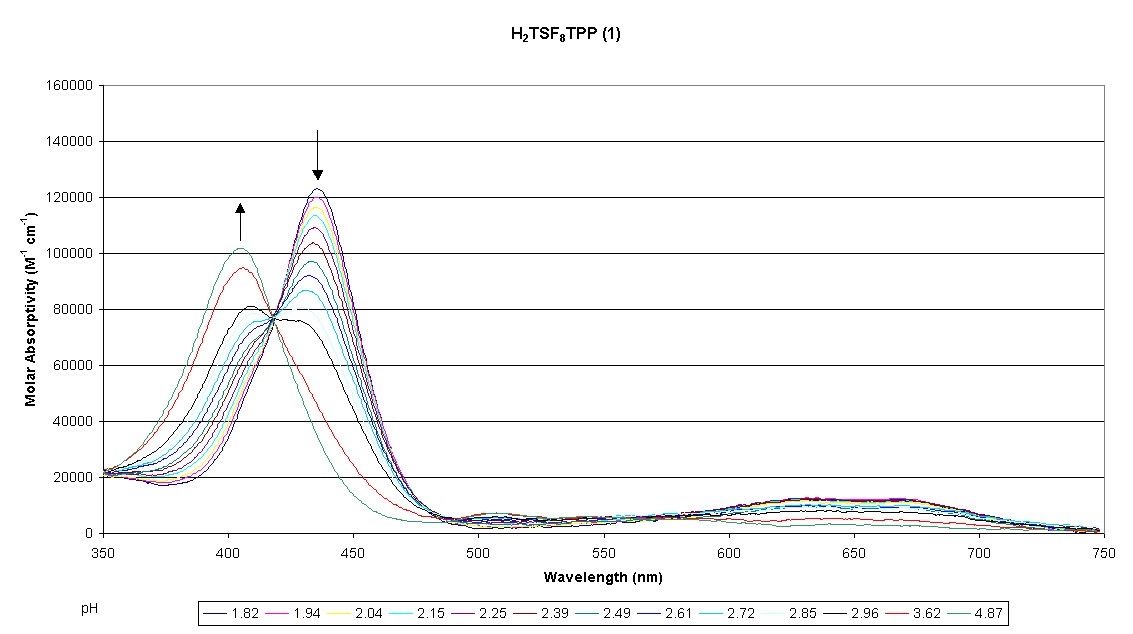 H₂TSF₈TPP (1)
160000
140000
120000
100000
80000
60000
40000
20000
0
Molar Absorptivity (M⁻¹ cm⁻¹)
350 400 450 500 550 600 650 700 750
Wavelength (nm)
pH
1.82 1.94 2.04 2.15 2.25 2.39 2.49 2.61 2.72 2.85 2.96 3.62 4.87